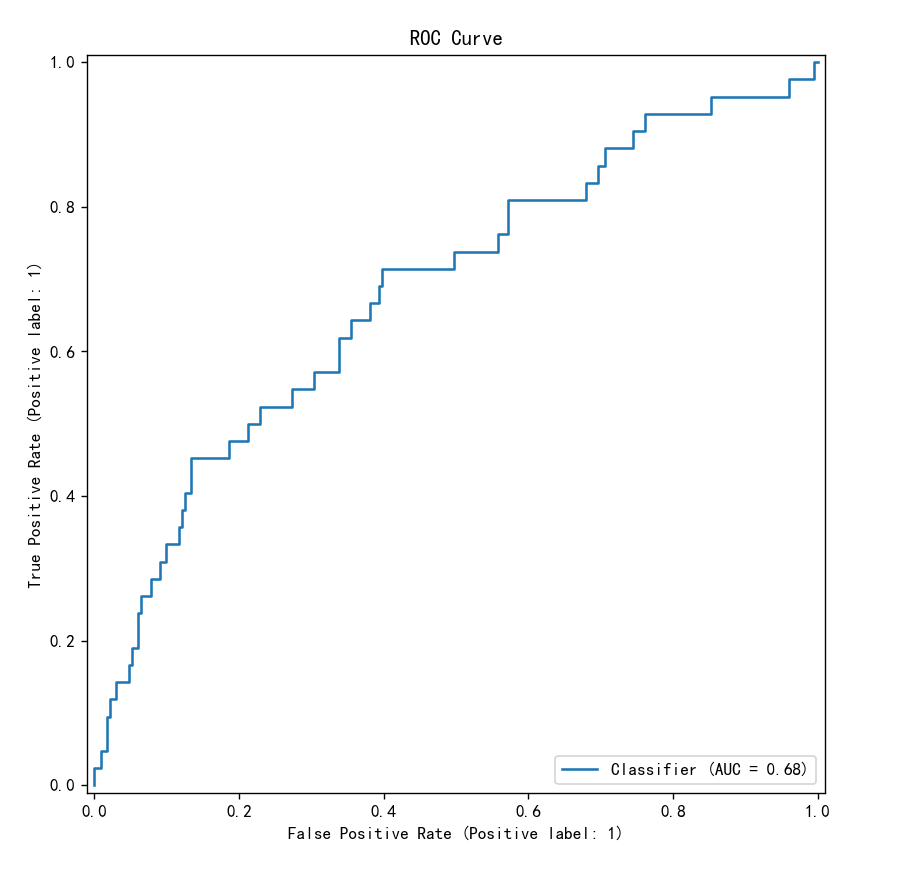 ROC Curve
1.0
0.8
0.6
0.4
0.2
0.0
True Positive Rate (Positive label: 1)
Classifier (AUC = 0.68)
0.0 0.2 0.4 0.6 0.8 1.0
False Positive Rate (Positive label: 1)